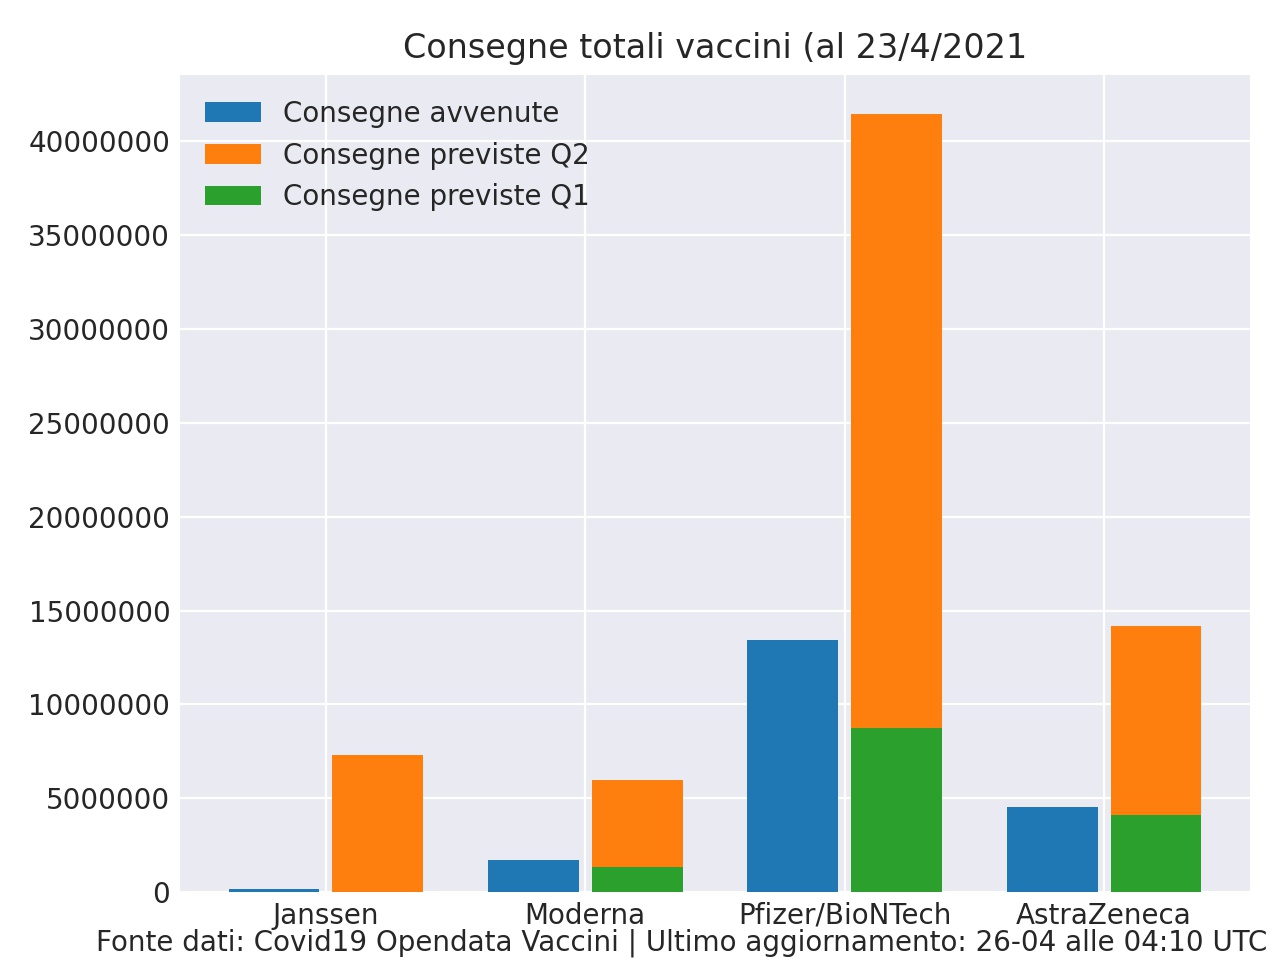 Consegne totali vaccini (al 23/4/2021
Consegne avvenute
Consegne previste Q2
Consegne previste Q1
40000000
35000000
30000000
25000000
20000000
15000000
10000000
5000000
0
Janssen Moderna Pfizer/BioNTech AstraZeneca
Fonte dati: Covid19 Opendata Vaccini | Ultimo aggiornamento: 26-04 alle 04:10 UTC